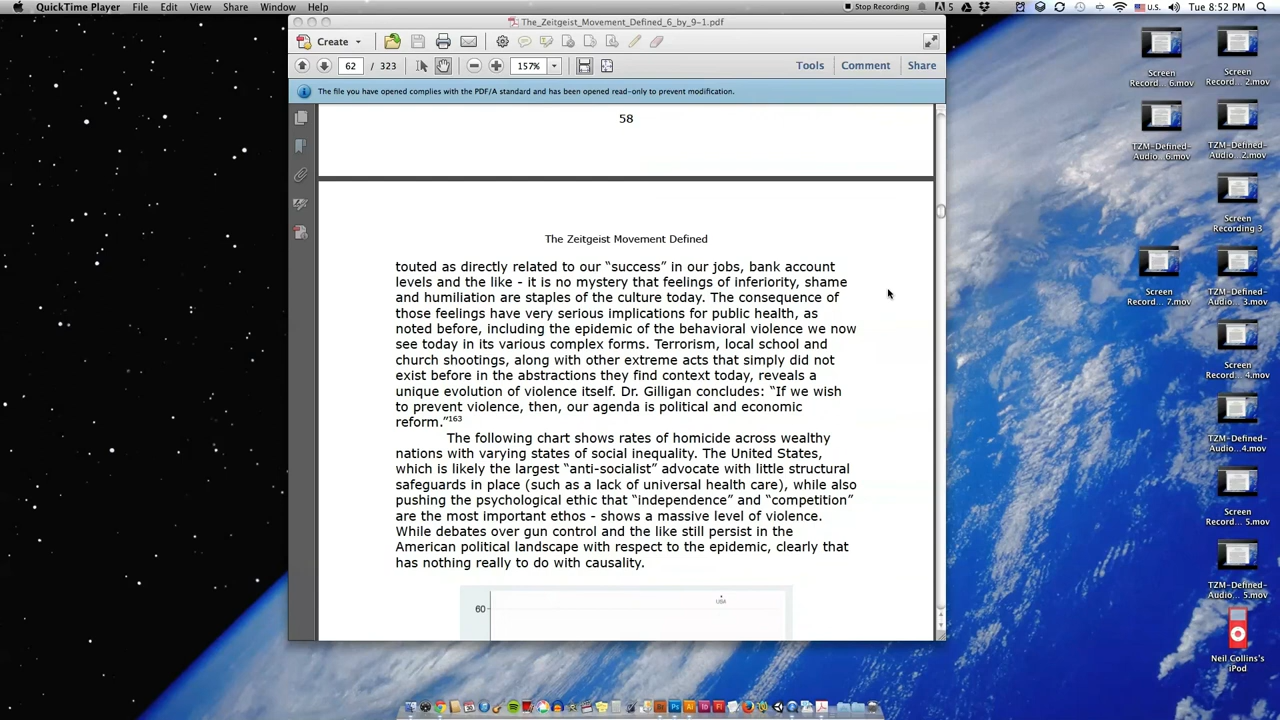 QuickTime Player File Edit View Share Window Help
Stop Recording
5
U.S.
Tue 8:52 PM
The_Zeitgeist_Movement_Defined_6_by_9-1.pdf
Create
62 / 323
157%
Tools Comment Share
The file you have opened complies with the PDF/A standard and has been opened read-only to prevent modification.
58
The Zeitgeist Movement Defined
touted as directly related to our “success” in our jobs, bank account
levels and the like - it is no mystery that feelings of inferiority, shame
and humiliation are staples of the culture today. The consequence of
those feelings have very serious implications for public health, as
noted before, including the epidemic of the behavioral violence we now
see today in its various complex forms. Terrorism, local school and
church shootings, along with other extreme acts that simply did not
exist before in the abstractions they find context today, reveals a
unique evolution of violence itself. Dr. Gilligan concludes: “If we wish
to prevent violence, then, our agenda is political and economic
reform.”163
The following chart shows rates of homicide across wealthy
nations with varying states of social inequality. The United States,
which is likely the largest “anti-socialist” advocate with little structural
safeguards in place (such as a lack of universal health care), while also
pushing the psychological ethic that “independence” and “competition”
are the most important ethos - shows a massive level of violence.
While debates over gun control and the like still persist in the
American political landscape with respect to the epidemic, clearly that
has nothing really to do with causality.
60
USA
Screen
Record... 6.mov
Screen
Record... 2.mov
TZM-Defined-
Audio...6.mov
TZM-Defined-
Audio...2.mov
Screen
Recording 3
Screen
Record... 7.mov
TZM-Defined-
Audio... 3.mov
Screen
Record... 4.mov
TZM-Defined-
Audio...4.mov
Screen
Record... 5.mov
TZM-Defined-
Audio... 5.mov
Neil Collins's
iPod